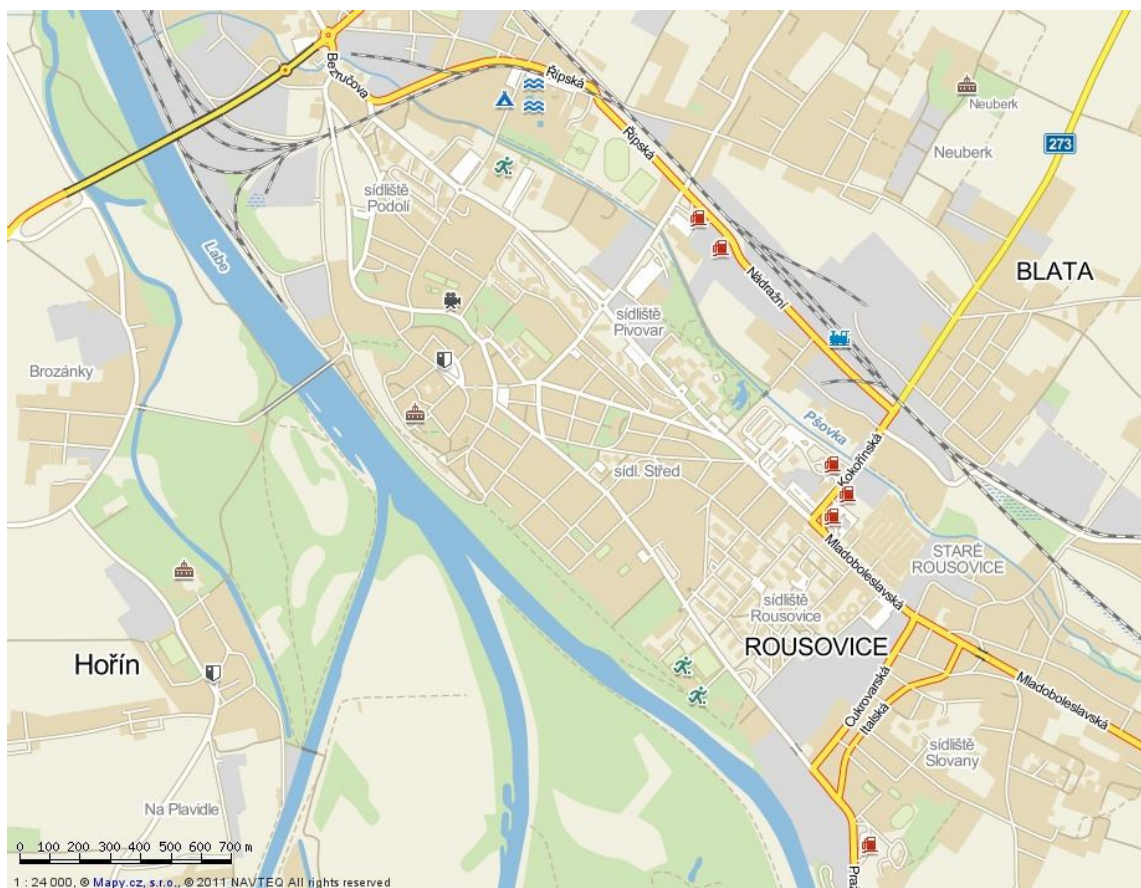 Bezručova
Řipská
Neuberk
Řipská
273
Neuberk
sídliště
Podolí
Labe
BLATA
Nádražní
sídliště
Pivovar
Brozánky
Pšovka
Kokořínská
sídl. Střed
Mladoboleslavská
STARÉ
ROUSOVICE
sídliště
Rousovice
ROUSOVICE
Hořín
Cukrovarská
Italská
Mladoboleslavská
sídliště
Slovany
Na Plavidle
0 100 200 300 400 500 600 700 m
Praž
1 : 24 000, © Mapy.cz, s.r.o., © 2011 NAVTEQ All rights reserved